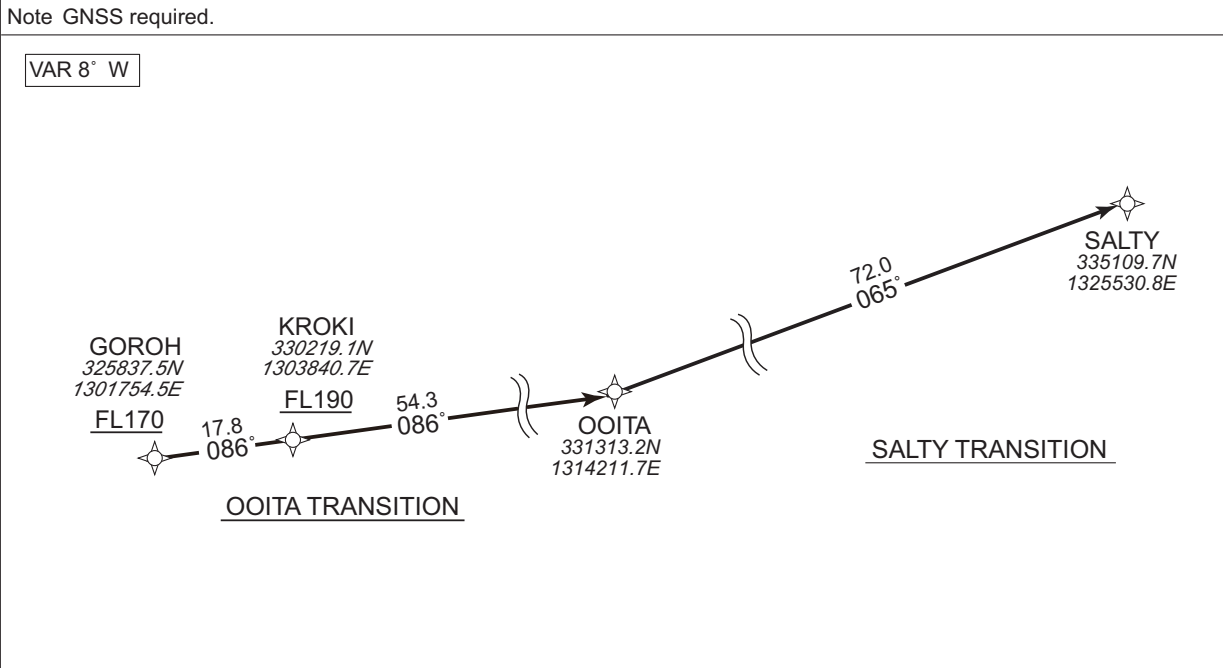 Note GNSS required.
VAR 8° W
SALTY
335109.7N
1325530.8E
72.0
065°
KROKI
330219.1N
1303840.7E
FL190
GOROH
325837.5N
1301754.5E
FL170
17.8
086°
54.3
086°
OOITA
331313.2N
1314211.7E
SALTY TRANSITION
OOITA TRANSITION